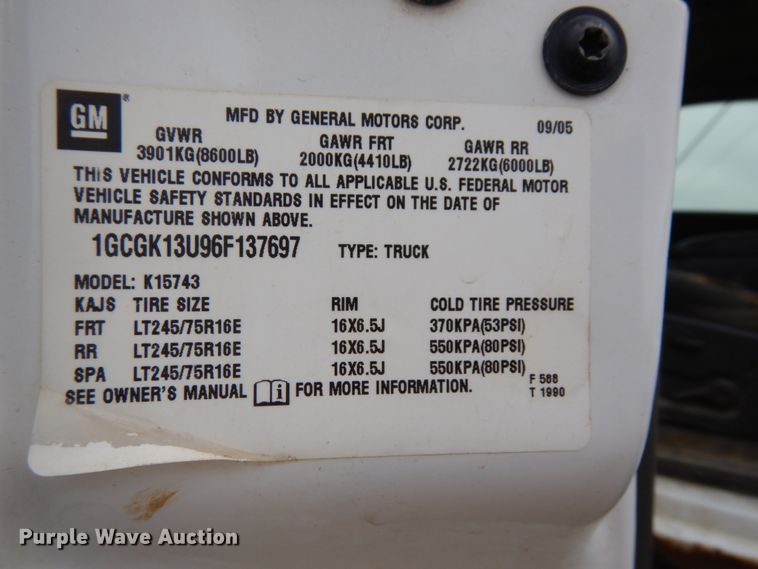 GM
MFD BY GENERAL MOTORS CORP. 09/05
GVWR GAWR FRT GAWR RR
3901KG(8600LB) 2000KG(4410LB) 2722KG(6000LB)
THIS VEHICLE CONFORMS TO ALL APPLICABLE U.S. FEDERAL MOTOR
VEHICLE SAFETY STANDARDS IN EFFECT ON THE DATE OF
MANUFACTURE SHOWN ABOVE.
1GCGK13U96F137697 TYPE: TRUCK
MODEL: K15743
KAJS TIRE SIZE RIM COLD TIRE PRESSURE
FRT LT245/75R16E 16X6.5J 370KPA(53PSI)
RR LT245/75R16E 16X6.5J 550KPA(80PSI)
SPA LT245/75R16E 16X6.5J 550KPA(80PSI)
SEE OWNER'S MANUAL i FOR MORE INFORMATION.
F 588
T 1990
Purple Wave Auction